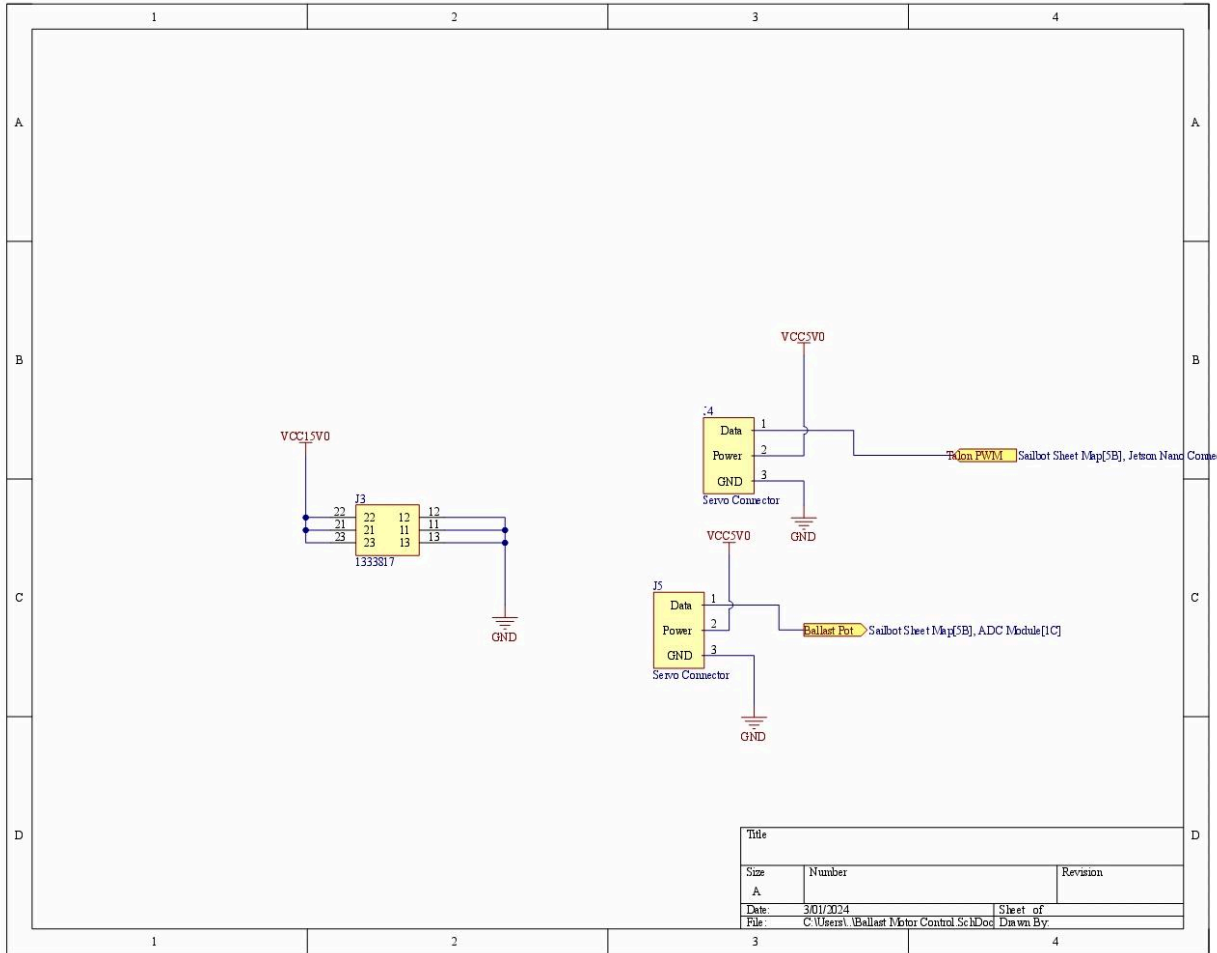 1 2 3 4
A A
B B
VCC5V0
J4
Data 1
Power 2
GND 3
Servo Connector
GND
Talon PWM Sailbot Sheet Map[5B], Jetson Nano Conne
VCC15V0
J3
22 22 12 12
21 21 11 11
23 23 13 13
1333817
GND
VCC5V0
C C
J5
Data 1
Power 2
GND 3
Servo Connector
Ballast Pot Sailbot Sheet Map[5B], ADC Module[1C]
GND
D D
Title
Size Number Revision
A
Date: 3/01/2024 Sheet of
File: C:\Users\..\Ballast Motor Control.SchDoc Drawn By:
1 2 3 4